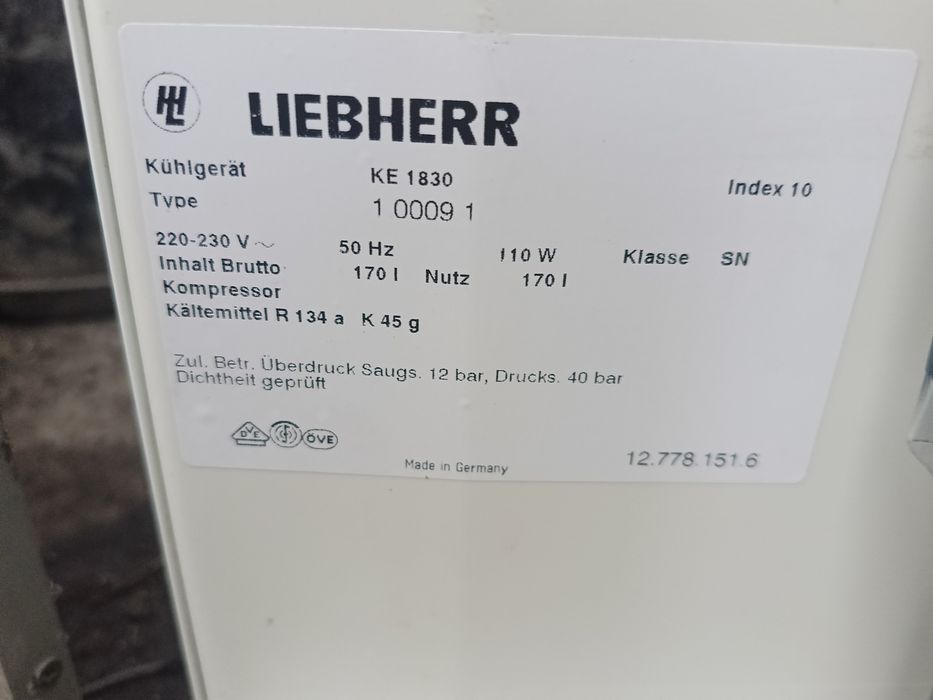 HLI LIEBHERR
Kühlgerät KE 1830 Index 10
Type 1 0009 1
220-230 V ~ 50 Hz 110 W Klasse SN
Inhalt Brutto 170 l Nutz 170 l
Kompressor
Kältemittel R 134 a K 45 g
Zul. Betr. Überdruck Saugs. 12 bar, Drucks. 40 bar
Dichtheit geprüft
DVE ÖVE
Made in Germany 12.778.151.6